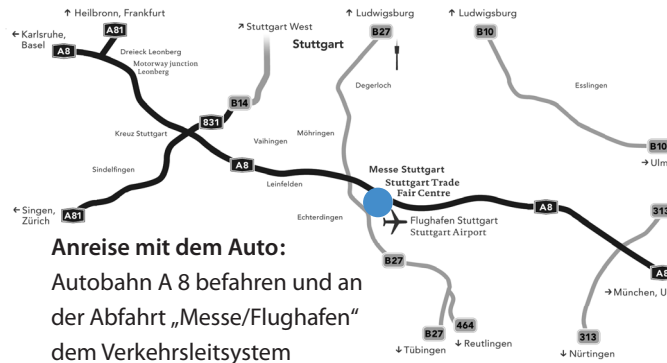 ↑ Heilbronn, Frankfurt
← Karlsruhe,
Basel
A81
A8
Dreieck Leonberg
Motorway junction
Leonberg
↗ Stuttgart West
Stuttgart
↑ Ludwigsburg
B27
↑ Ludwigsburg
B10
Degerloch
Esslingen
B14
831
Kreuz Stuttgart
Vaihingen
Möhringen
B10
→ Ulm
Sindelfingen
A8
Leinfelden
Messe Stuttgart
Stuttgart Trade
Fair Centre
← Singen,
Zürich
A81
Echterdingen
Flughafen Stuttgart
Stuttgart Airport
A8
313
B27
A8
→ München, U
B27
464
↓ Tübingen
↓ Reutlingen
313
↓ Nürtingen
Anreise mit dem Auto:
Autobahn A 8 befahren und an
der Abfahrt „Messe/Flughafen“
dem Verkehrsleitsystem